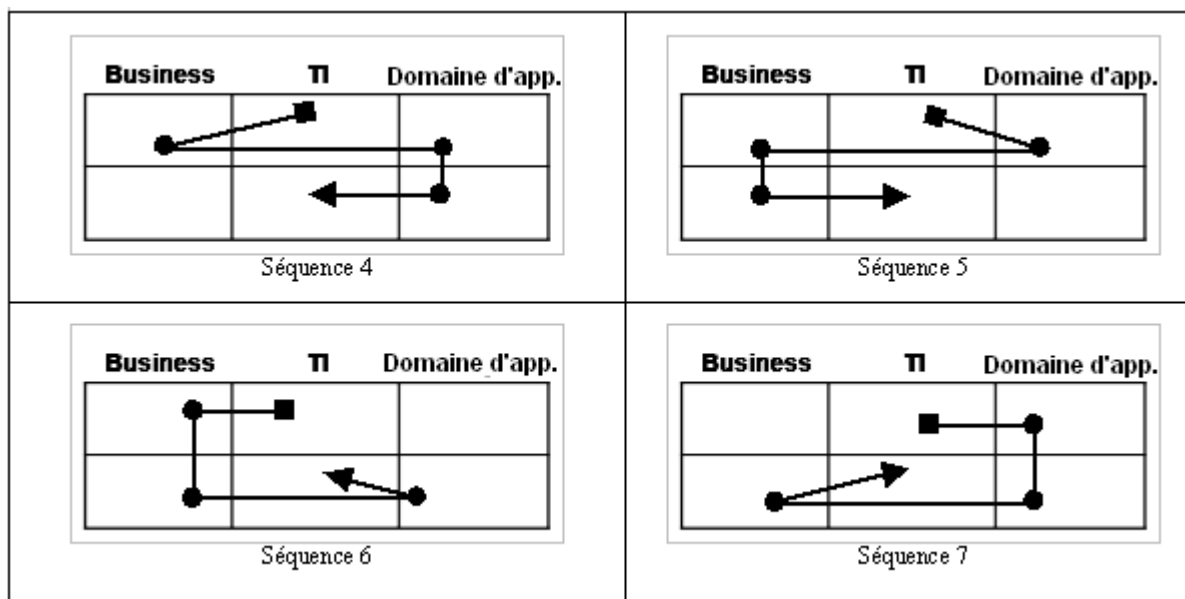 Business TI Domaine d'app.
Séquence 4
Business TI Domaine d'app.
Séquence 5
Business TI Domaine d'app.
Séquence 6
Business TI Domaine d'app.
Séquence 7